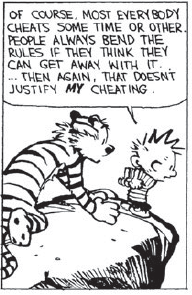 OF COURSE, MOST EVERYBODY
CHEATS SOME TIME OR OTHER.
PEOPLE ALWAYS BEND THE
RULES IF THEY THINK THEY
CAN GET AWAY WITH IT.
... THEN AGAIN, THAT DOESN'T
JUSTIFY MY CHEATING.